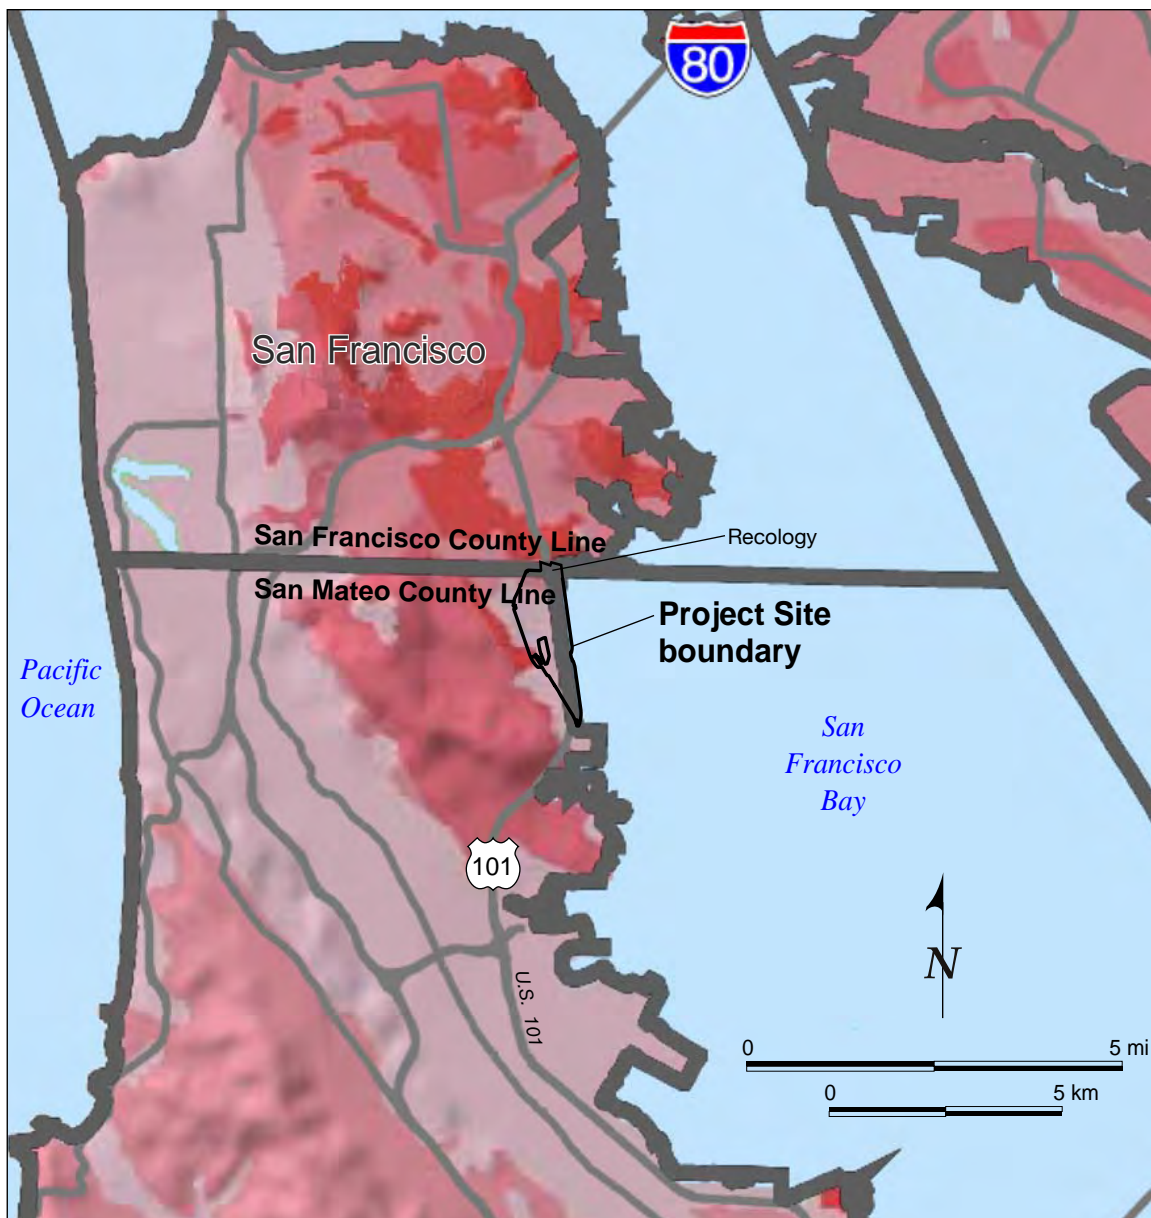 80
San Francisco
San Francisco County Line
Recology
San Mateo County Line
Project Site
boundary
Pacific
Ocean
San
Francisco
Bay
101
N
U.S. 101
0
5 mi
0
5 km